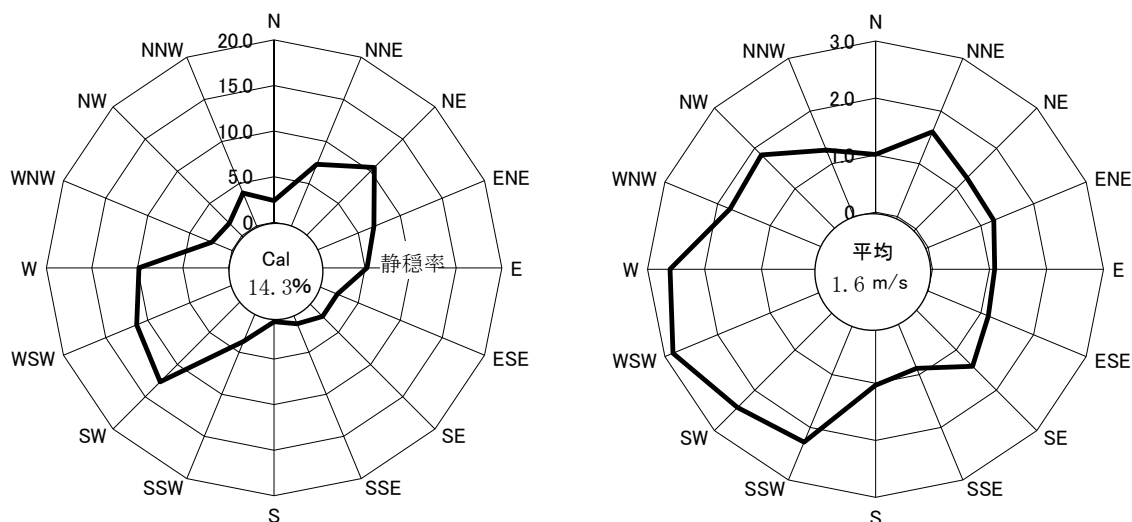 N
NNE
NE
ENE
E
ESE
SE
SSE
S
SSW
SW
WSW
W
WNW
NW
NNW
20.0
15.0
10.0
5.0
0
Cal
14.3%
静穏率
N
NNE
NE
ENE
E
ESE
SE
SSE
S
SSW
SW
WSW
W
WNW
NW
NNW
3.0
2.0
1.0
0
平均
1.6 m/s